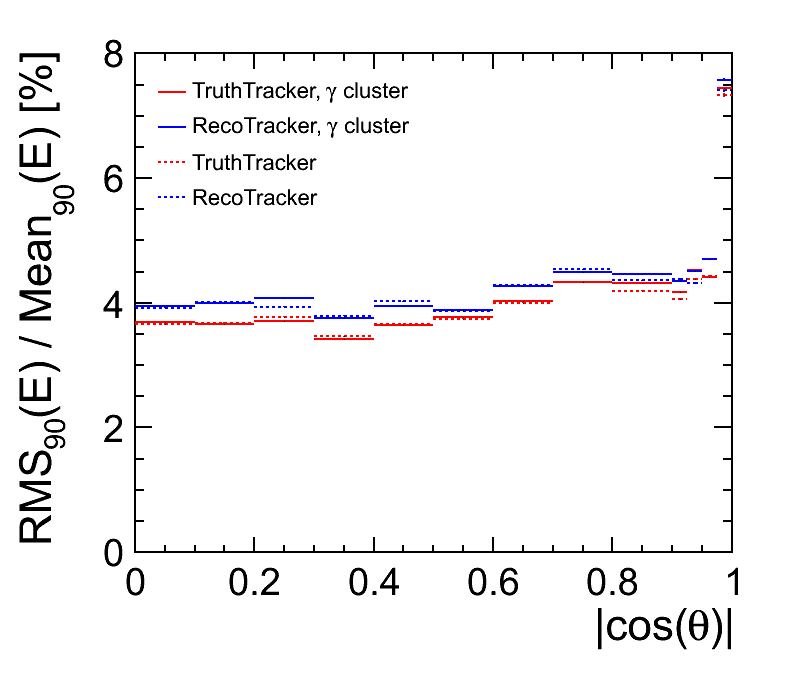 RMS90(E) / Mean90(E) [%]
8
6
4
2
0
TruthTracker, γ cluster
RecoTracker, γ cluster
TruthTracker
RecoTracker
0 0.2 0.4 0.6 0.8 1
|cos(θ)|